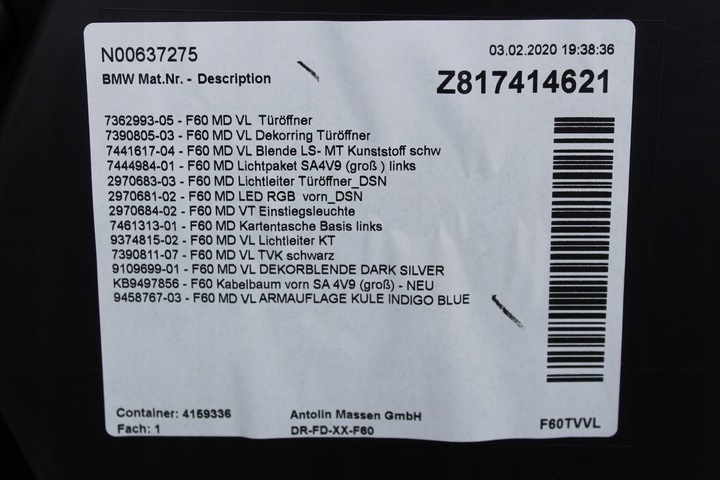 N00637275
03.02.2020 19:38:36
BMW Mat.Nr. - Description
Z817414621
7362993-05 - F60 MD VL Türöffner
7390805-03 - F60 MD VL Dekorring Türöffner
7441617-04 - F60 MD VL Blende LS- MT Kunststoff schw
7444984-01 - F60 MD Lichtpaket SA4V9 (groß ) links
2970683-03 - F60 MD Lichtleiter Türöffner_DSN
2970681-02 - F60 MD LED RGB vorn_DSN
2970684-02 - F60 MD VT Einstiegsleuchte
7461313-01 - F60 MD Kartentasche Basis links
9374815-02 - F60 MD VL Lichtleiter KT
7390811-07 - F60 MD VL TVK schwarz
9109699-01 - F60 MD VL DEKORBLENDE DARK SILVER
KB9497856 - F60 Kabelbaum vorn SA 4V9 (groß) - NEU
9458767-03 - F60 MD VL ARMAUFLAGE KULE INDIGO BLUE
Container: 4159336
Antolin Massen GmbH
Fach: 1
DR-FD-XX-F60
F60TVVL